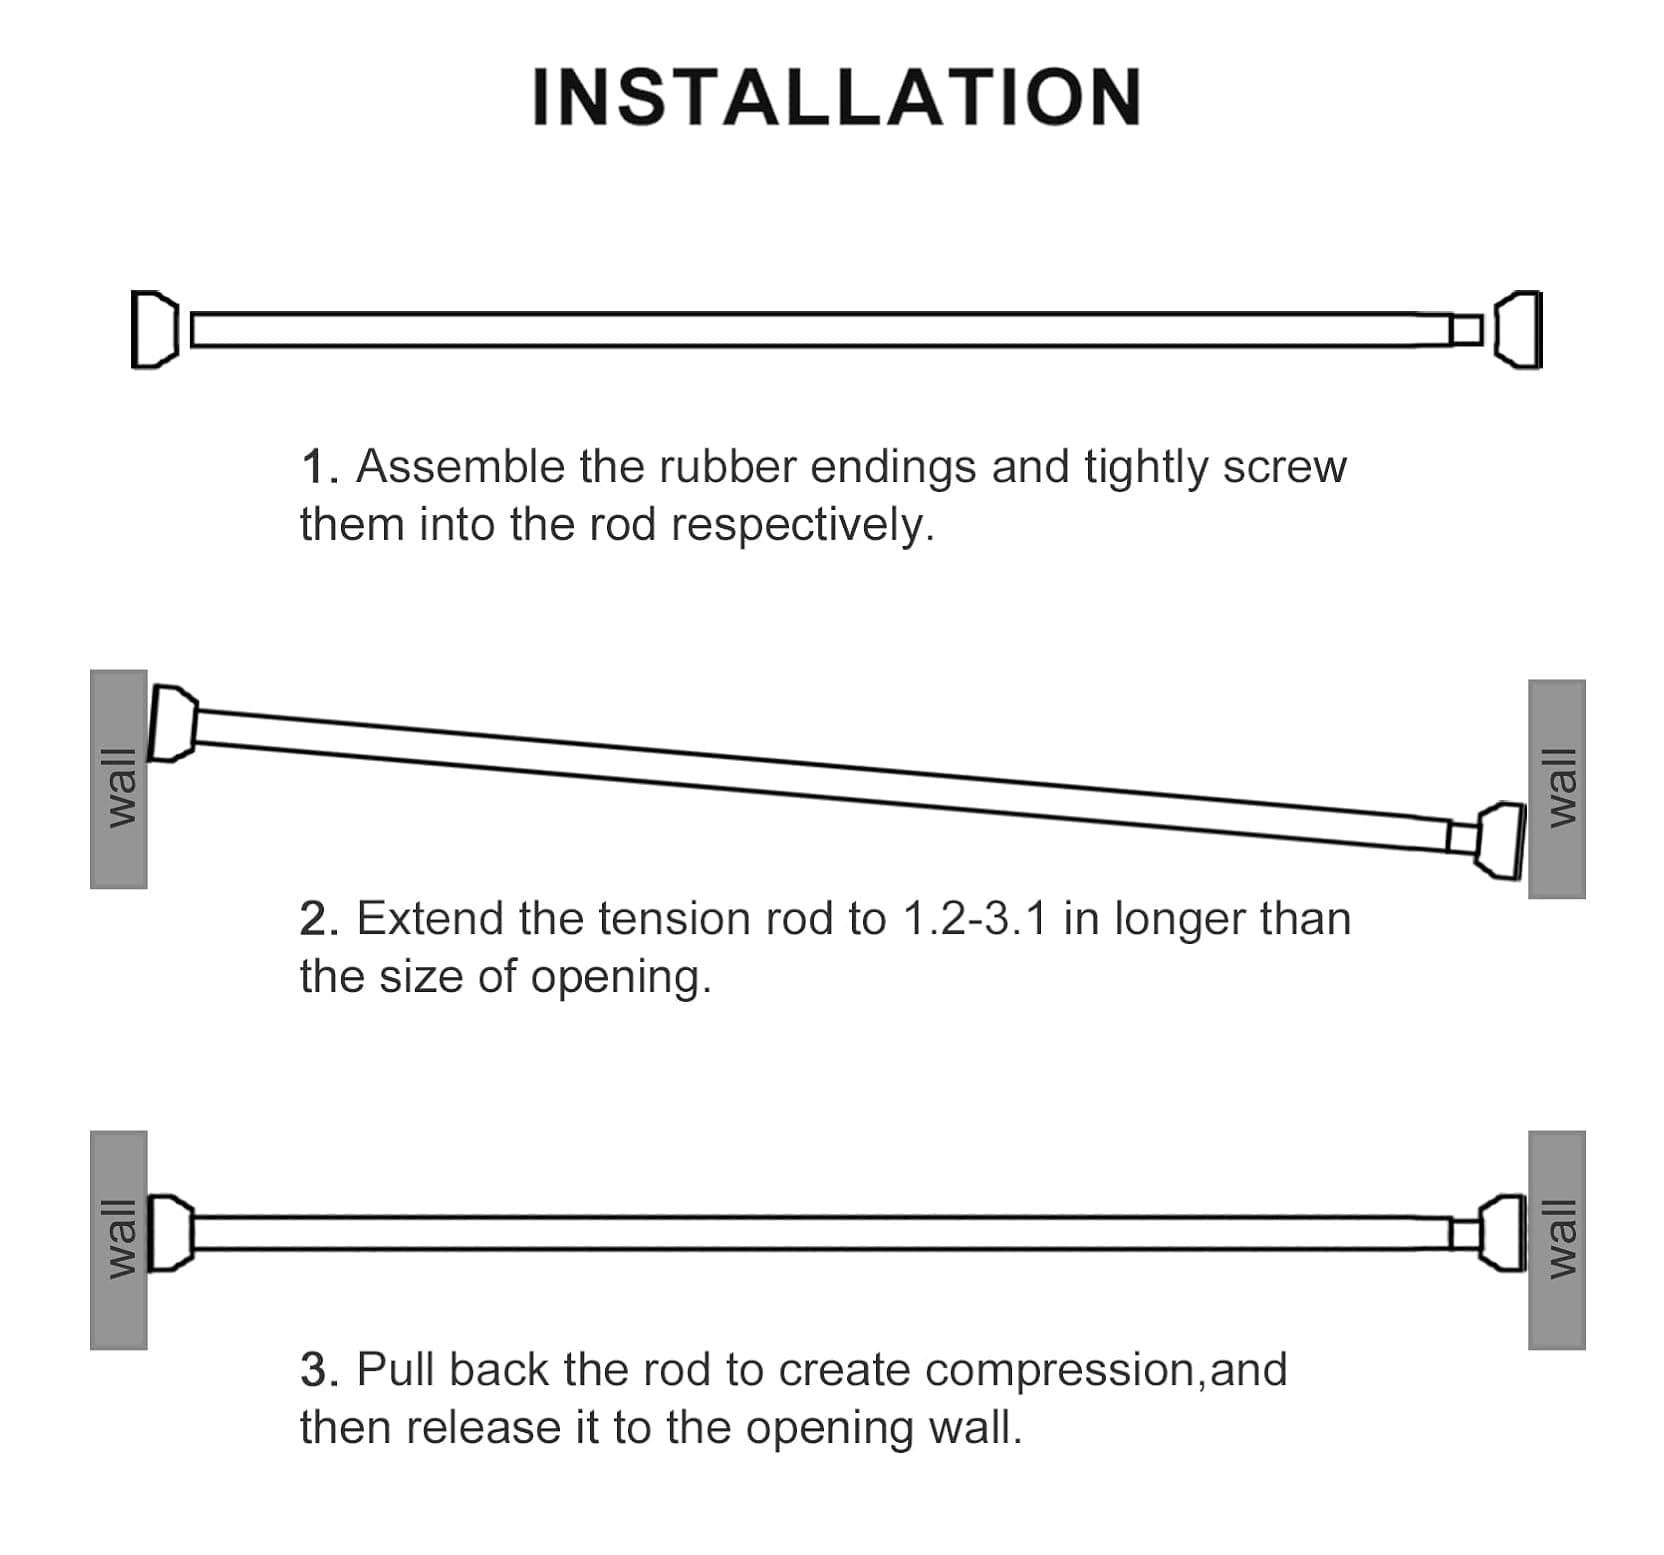 INSTALLATION
1. Assemble the rubber endings and tightly screw
them into the rod respectively.
wall
wall
2. Extend the tension rod to 1.2-3.1 in longer than
the size of opening.
wall
wall
3. Pull back the rod to create compression,and
then release it to the opening wall.